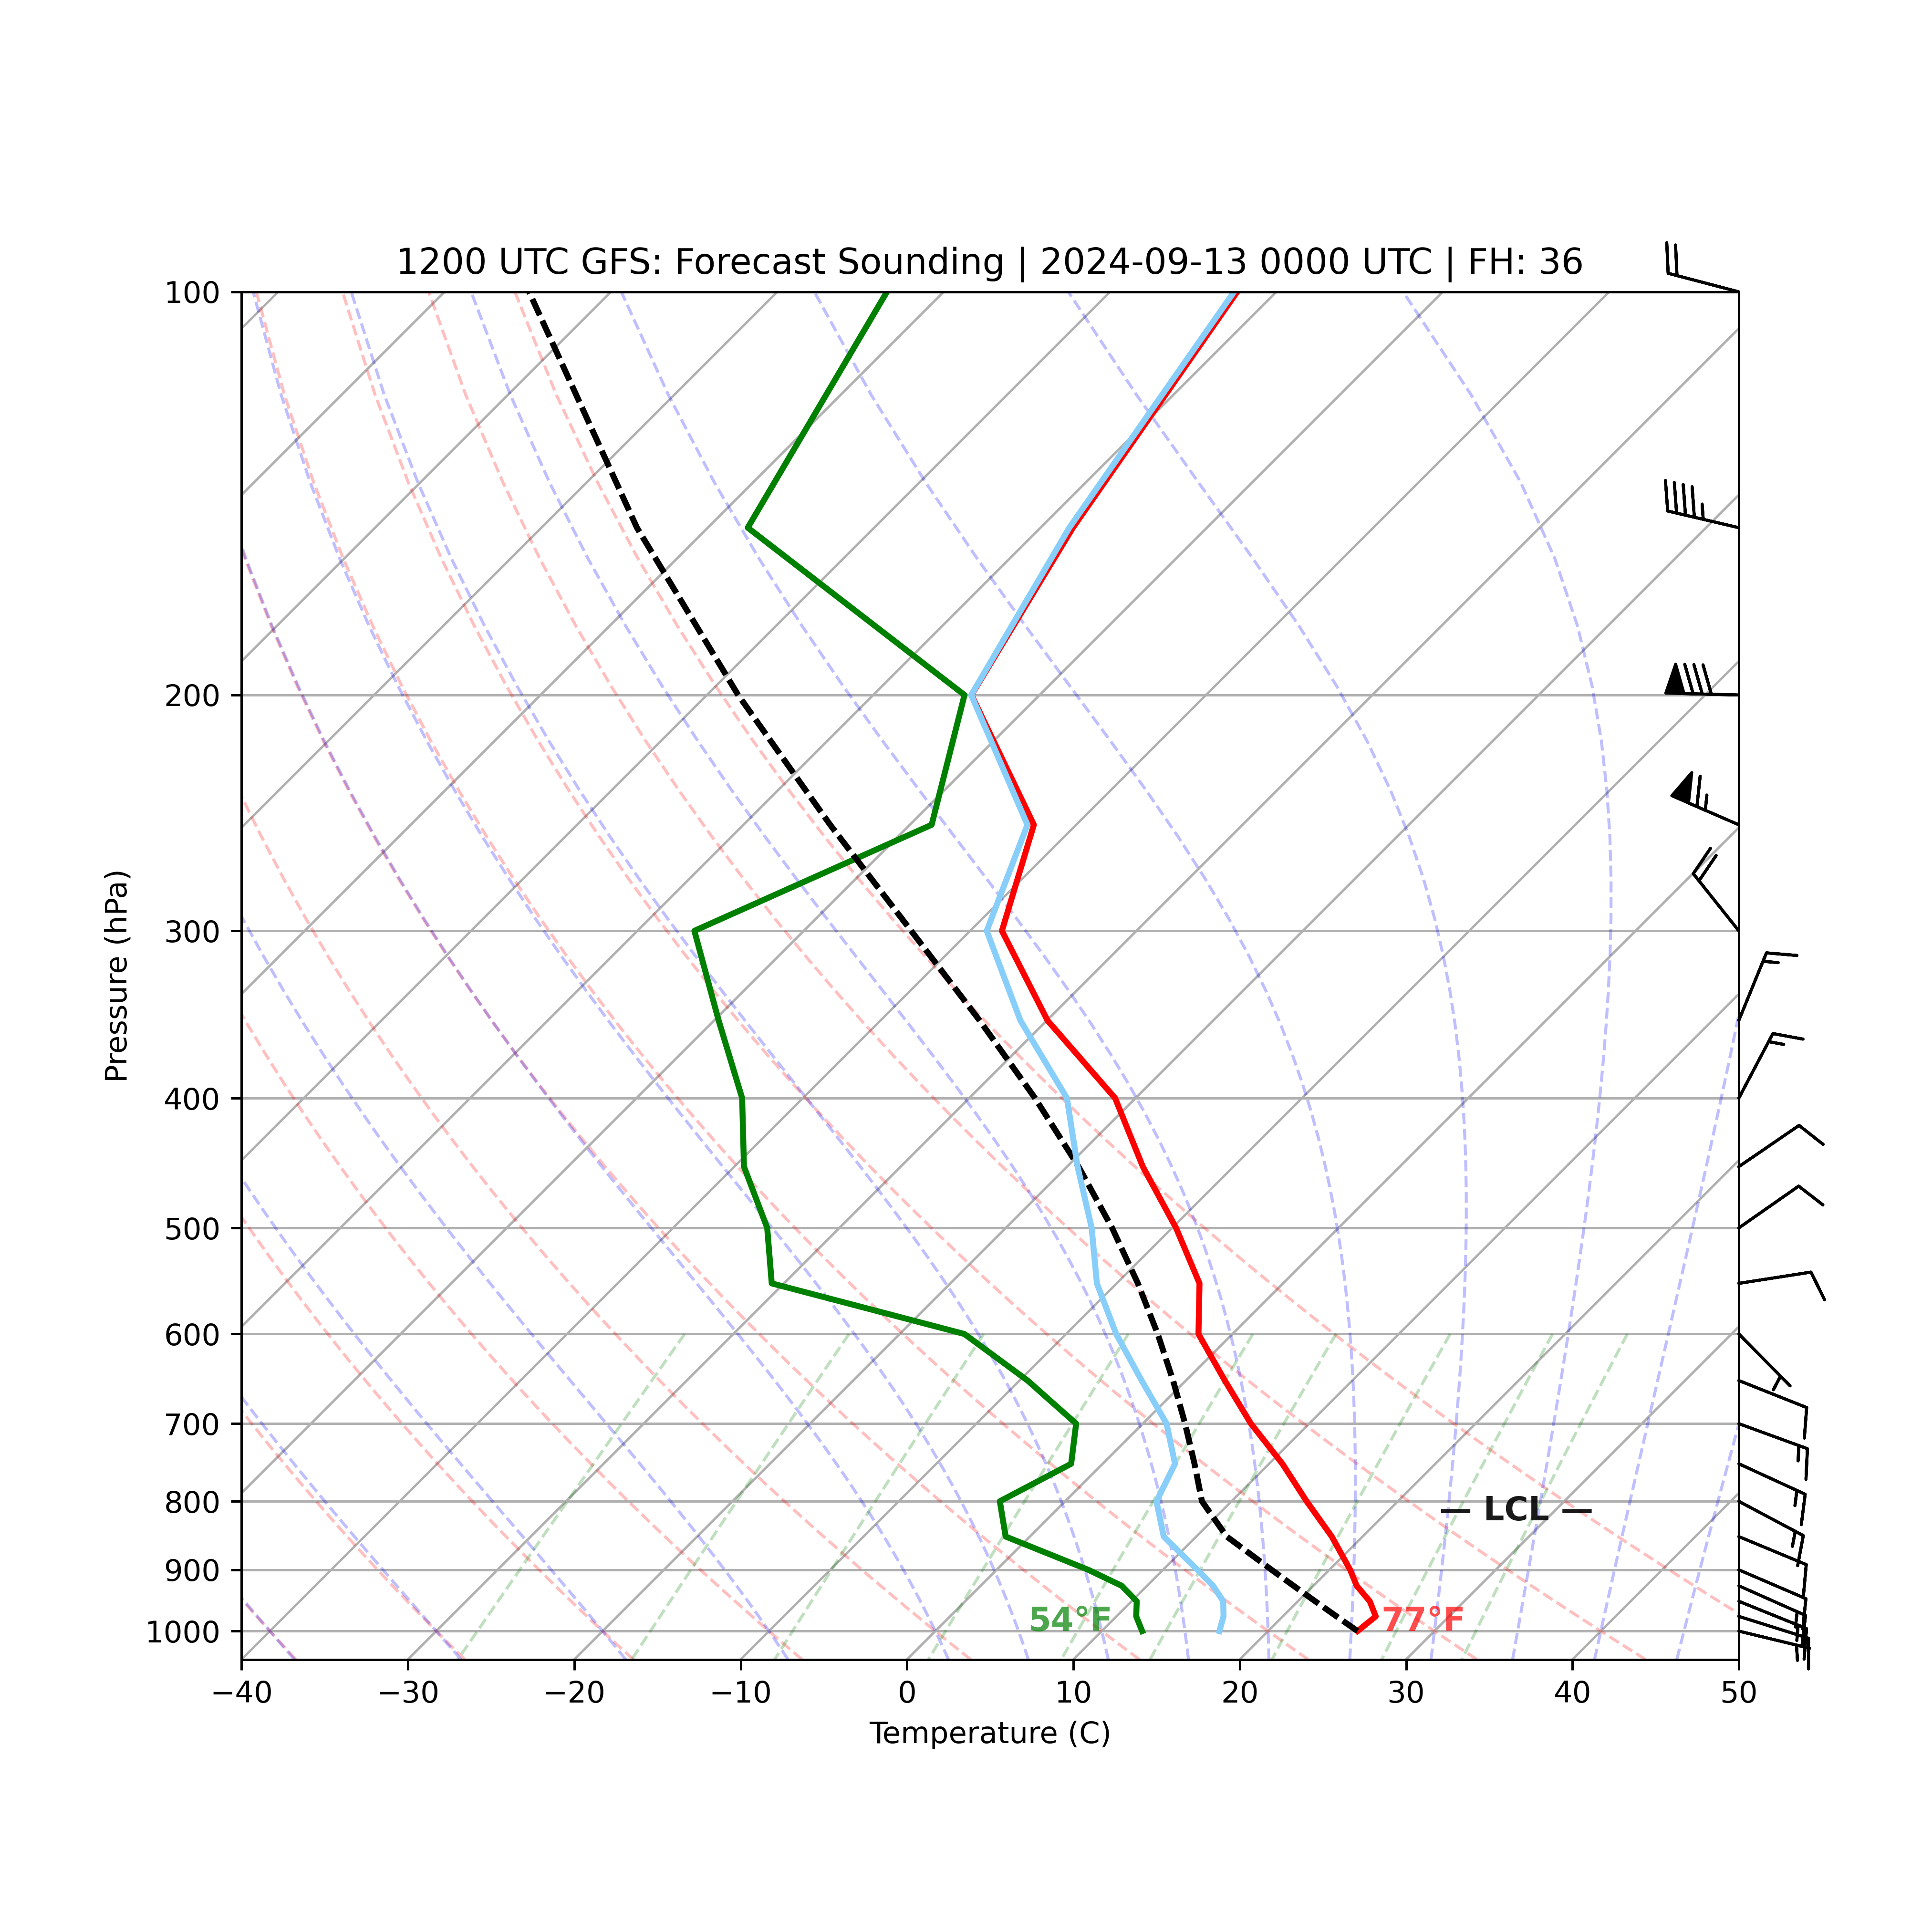 1200 UTC GFS: Forecast Sounding | 2024-09-13 0000 UTC | FH: 36
100
200
300
400
500
600
700
800
900
1000
Pressure (hPa)
— LCL —
54°F
77°F
−40 −30 −20 −10 0 10 20 30 40 50
Temperature (C)